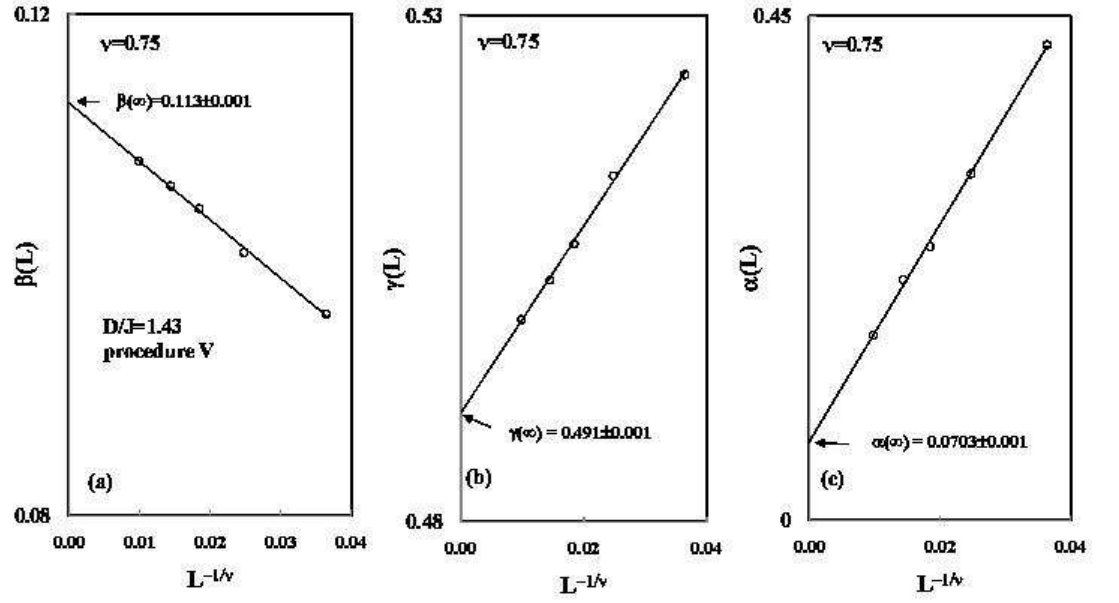 0.12
ν=0.75
β(∞)=0.113±0.001
β(L)
D/J=1.43
procedure V
(a)
0.08
0.00 0.01 0.02 0.03 0.04
L⁻¹/ᵛ
0.53
ν=0.75
γ(L)
γ(∞) = 0.491±0.001
(b)
0.48
0.00 0.02 0.04
L⁻¹/ᵛ
0.45
ν=0.75
α(L)
α(∞) = 0.0703±0.001
(c)
0
0.00 0.02 0.04
L⁻¹/ᵛ